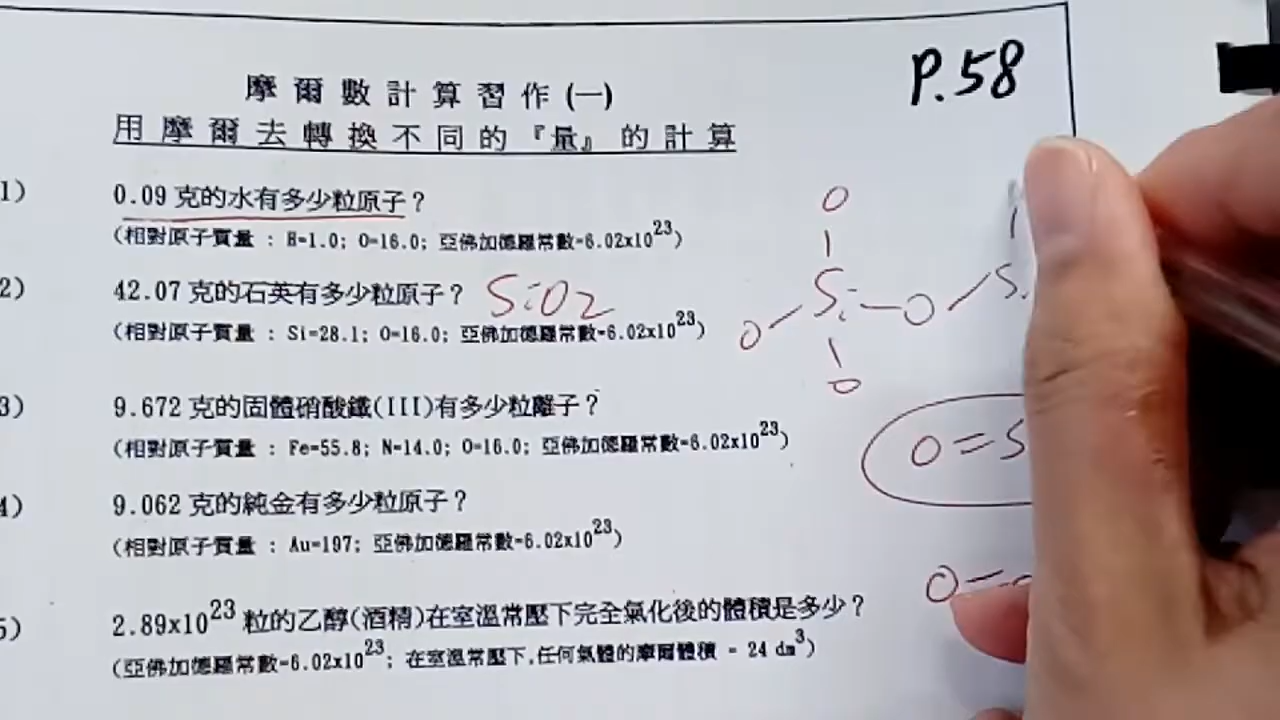 P.58
摩爾數計算習作(一)
用摩爾去轉換不同的『量』的計算
1)
0.09 克的水有多少粒原子？
(相對原子質量 : H=1.0; O=16.0; 亞佛加德羅常數=6.02x10²³)
2)
42.07 克的石英有多少粒原子？ SiO2
(相對原子質量 : Si=28.1; O=16.0; 亞佛加德羅常數=6.02x10²³)
3)
9.672 克的固體硝酸鐵(III)有多少粒離子？
(相對原子質量 : Fe=55.8; N=14.0; O=16.0; 亞佛加德羅常數=6.02x10²³)
4)
9.062 克的純金有多少粒原子？
(相對原子質量 : Au=197; 亞佛加德羅常數=6.02x10²³)
5)
2.89x10²³ 粒的乙醇(酒精)在室溫常壓下完全氣化後的體積是多少？
(亞佛加德羅常數=6.02x10²³; 在室溫常壓下,任何氣體的摩爾體積 = 24 dm³)
O
O Si O S
O
O=S
O=